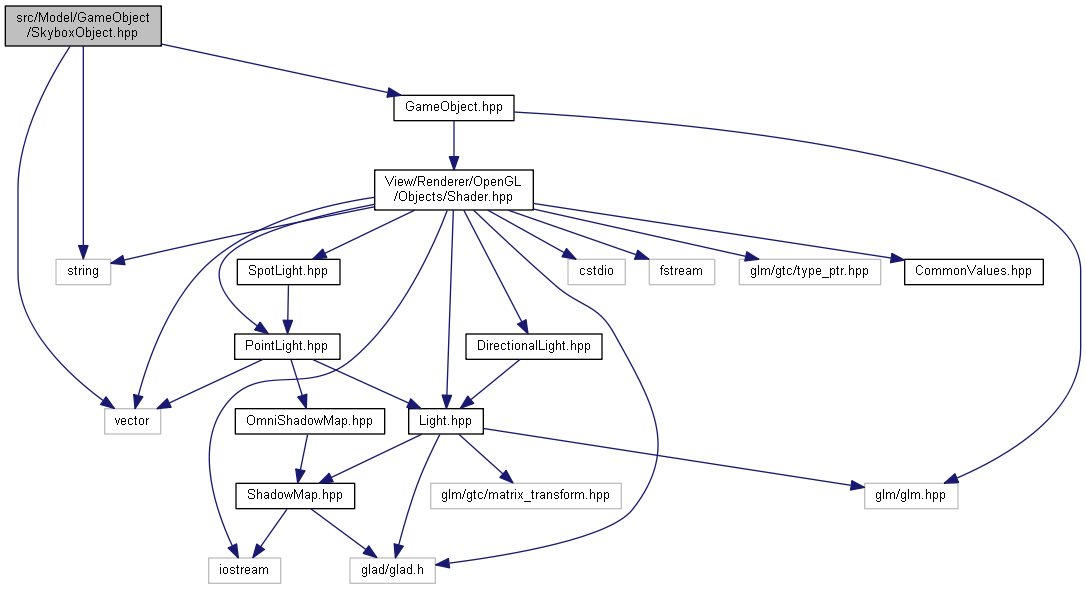 src/Model/GameObject
/SkyboxObject.hpp
GameObject.hpp
View/Renderer/OpenGL
/Objects/Shader.hpp
string
SpotLight.hpp
cstdio
fstream
glm/gtc/type_ptr.hpp
CommonValues.hpp
PointLight.hpp
DirectionalLight.hpp
vector
OmniShadowMap.hpp
Light.hpp
ShadowMap.hpp
glm/gtc/matrix_transform.hpp
glm/glm.hpp
iostream
glad/glad.h